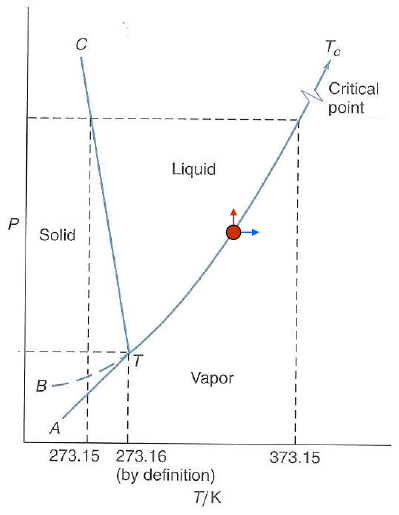 C
T_c
Critical
point
Liquid
P
Solid
T
B
Vapor
A
273.15 273.16 373.15
(by definition)
T/K